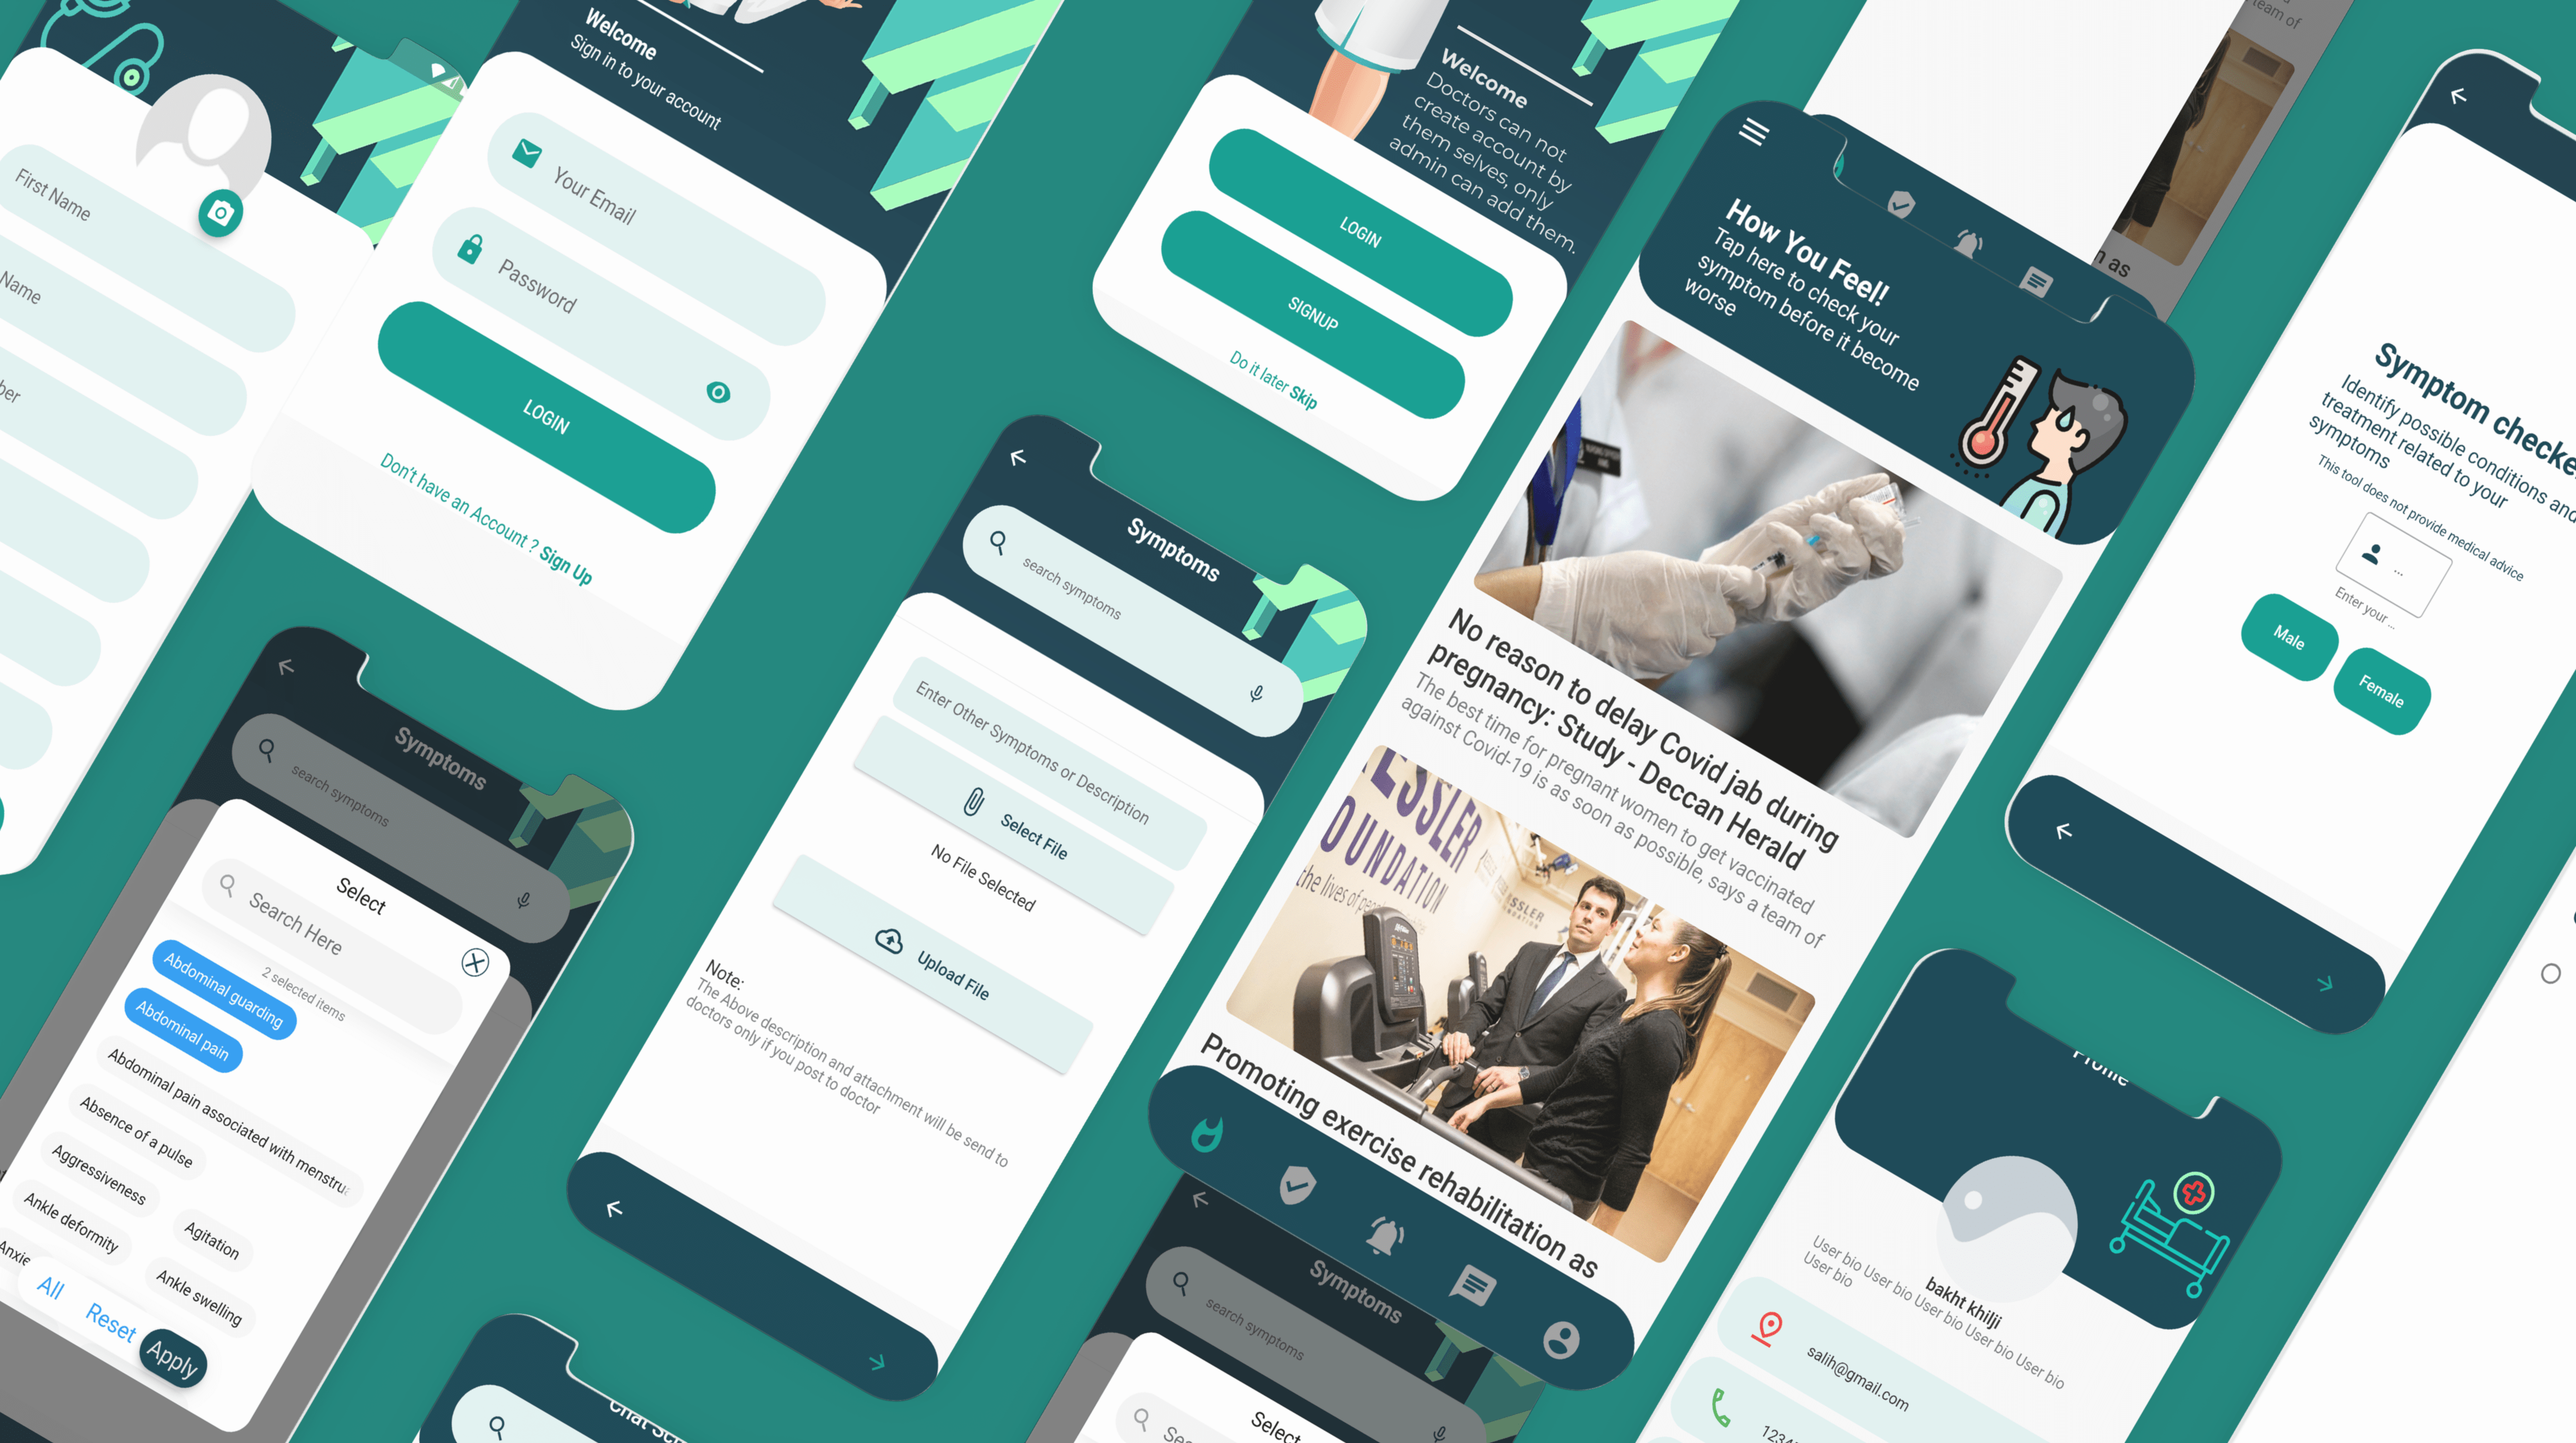 First Name
Name
ber
Welcome
Sign in to your account
Your Email
Password
LOGIN
Don't have an Account ? Sign Up
Welcome
Doctors can not
create account by
them selves, only
admin can add them.
LOGIN
SIGNUP
Do it later Skip
Symptoms
search symptoms
Select
Search Here
2 selected items
Abdominal guarding
Abdominal pain
Abdominal pain associated with menstru
Absence of a pulse
Aggressiveness
Agitation
Ankle deformity
Ankle swelling
Anxie
All
Reset
Apply
Symptoms
search symptoms
Enter Other Symptoms or Description
Select File
No File Selected
Upload File
Note:
The Above description and attachment will be send to
doctors only if you post to doctor
How You Feel!
Tap here to check your
symptom before it become
worse
No reason to delay Covid jab during
pregnancy: Study - Deccan Herald
The best time for pregnant women to get vaccinated
against Covid-19 is as soon as possible, says a team of
ESSLER
OUNDATION
the lives of
Promoting exercise rehabilitation as
team of
n as
Symptom checke
Identify possible conditions and
treatment related to your
symptoms
This tool does not provide medical advice
...
Enter your ...
Male
Female
Profile
bakht khilji
User bio User bio User bio User bio User bio
User bio
salih@gmail.com
1234
Symptoms
search symptoms
Select
Sea
Chat Scr